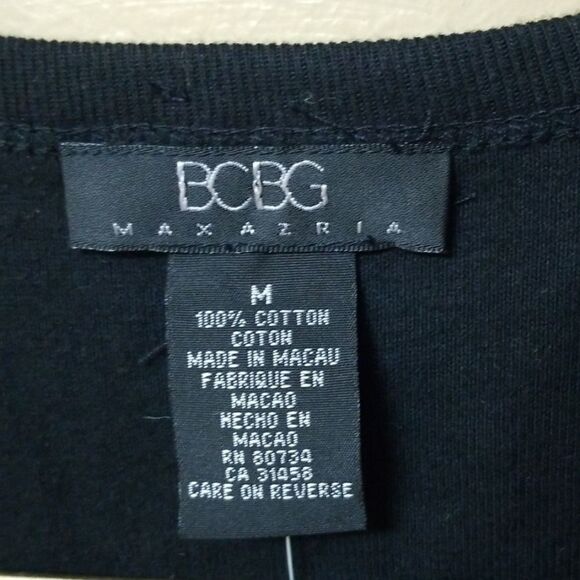 BCBG
MAXAZRIA
M
100% COTTON
COTON
MADE IN MACAU
FABRIQUE EN
MACAO
HECHO EN
MACAO
RN 80734
CA 31458
CARE ON REVERSE